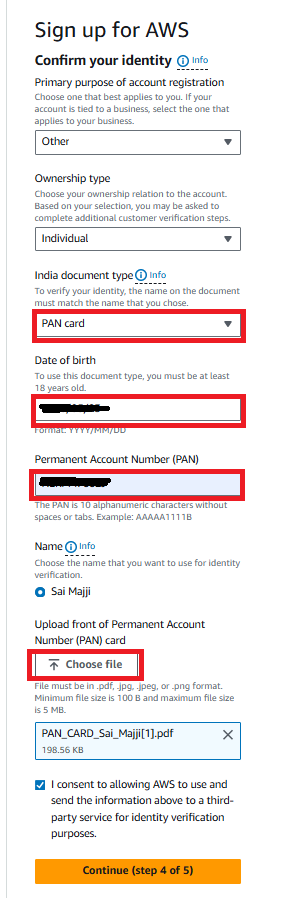 Sign up for AWS
Confirm your identity Info
Primary purpose of account registration
Choose one that best applies to you. If your
account is tied to a business, select the one that
applies to your business.
Other
Ownership type
Choose your ownership relation to the account.
Based on your selection, you may be asked to
complete additional customer verification steps.
Individual
India document type Info
To verify your identity, the name on the document
must match the name that you chose.
PAN card
Date of birth
To use this document type, you must be at least
18 years old.
Format: YYYY/MM/DD
Permanent Account Number (PAN)
The PAN is 10 alphanumeric characters without
spaces or tabs. Example: AAAAA1111B
Name Info
Choose the name that you want to use for identity
verification.
Sai Majji
Upload front of Permanent Account
Number (PAN) card
Choose file
File must be in .pdf, .jpg, .jpeg, or .png format.
Minimum file size is 100 B and maximum file size
is 5 MB.
PAN_CARD_Sai_Majji[1].pdf
198.56 KB
I consent to allowing AWS to use and
send the information above to a third-
party service for identity verification
purposes.
Continue (step 4 of 5)